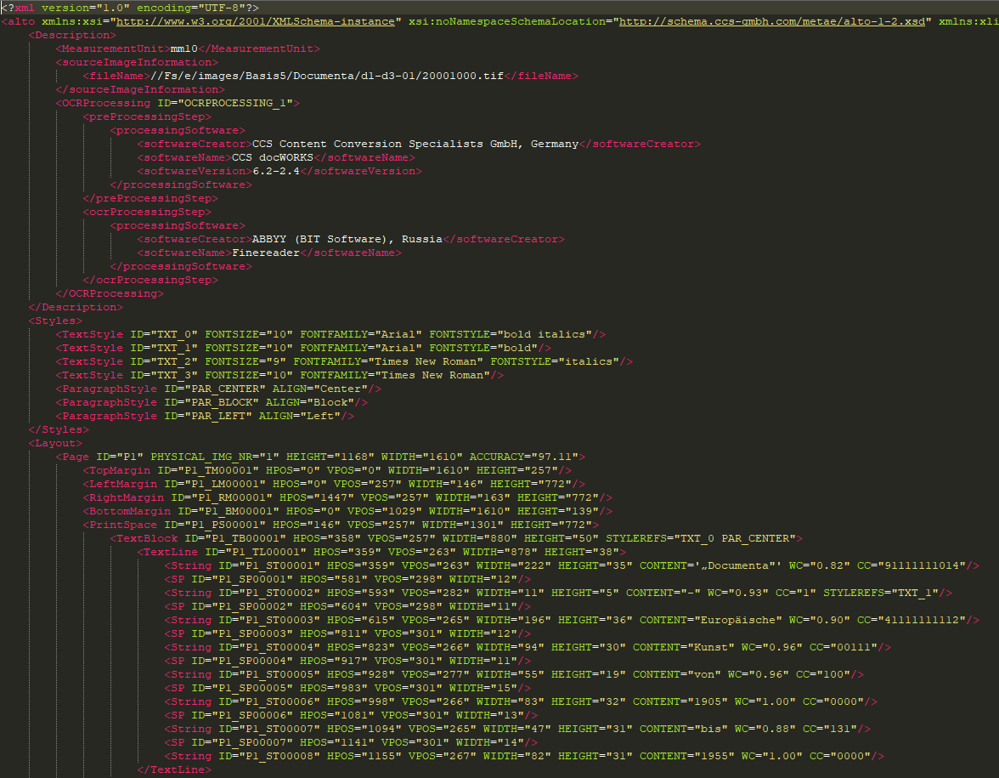 <?xml version="1.0" encoding="UTF-8"?>
<alto xmlns:xsi="http://www.w3.org/2001/XMLSchema-instance" xsi:noNamespaceSchemaLocation="http://schema.ccs-gmbh.com/metae/alto-1-2.xsd" xmlns:xli
<Description>
<MeasurementUnit>mm10</MeasurementUnit>
<sourceImageInformation>
<fileName>//Fs/e/images/Basis5/Documenta/d1-d3-01/20001000.tif</fileName>
</sourceImageInformation>
<OCRProcessing ID="OCRPROCESSING_1">
<preProcessingStep>
<processingSoftware>
<softwareCreator>CCS Content Conversion Specialists GmbH, Germany</softwareCreator>
<softwareName>CCS docWORKS</softwareName>
<softwareVersion>6.2-2.4</softwareVersion>
</processingSoftware>
</preProcessingStep>
<ocrProcessingStep>
<processingSoftware>
<softwareCreator>ABBYY (BIT Software), Russia</softwareCreator>
<softwareName>Finereader</softwareName>
</processingSoftware>
</ocrProcessingStep>
</OCRProcessing>
</Description>
<Styles>
<TextStyle ID="TXT_0" FONTSIZE="10" FONTFAMILY="Arial" FONTSTYLE="bold italics"/>
<TextStyle ID="TXT_1" FONTSIZE="10" FONTFAMILY="Arial" FONTSTYLE="bold"/>
<TextStyle ID="TXT_2" FONTSIZE="9" FONTFAMILY="Times New Roman" FONTSTYLE="italics"/>
<TextStyle ID="TXT_3" FONTSIZE="10" FONTFAMILY="Times New Roman"/>
<ParagraphStyle ID="PAR_CENTER" ALIGN="Center"/>
<ParagraphStyle ID="PAR_BLOCK" ALIGN="Block"/>
<ParagraphStyle ID="PAR_LEFT" ALIGN="Left"/>
</Styles>
<Layout>
<Page ID="P1" PHYSICAL_IMG_NR="1" HEIGHT="1168" WIDTH="1610" ACCURACY="97.11">
<TopMargin ID="P1_TM00001" HPOS="0" VPOS="0" WIDTH="1610" HEIGHT="257"/>
<LeftMargin ID="P1_LM00001" HPOS="0" VPOS="257" WIDTH="146" HEIGHT="772"/>
<RightMargin ID="P1_RM00001" HPOS="1447" VPOS="257" WIDTH="163" HEIGHT="772"/>
<BottomMargin ID="P1_BM00001" HPOS="0" VPOS="1029" WIDTH="1610" HEIGHT="139"/>
<PrintSpace ID="P1_PS00001" HPOS="146" VPOS="257" WIDTH="1301" HEIGHT="772">
<TextBlock ID="P1_TB00001" HPOS="358" VPOS="257" WIDTH="880" HEIGHT="50" STYLEREFS="TXT_0 PAR_CENTER">
<TextLine ID="P1_TL00001" HPOS="359" VPOS="263" WIDTH="878" HEIGHT="38">
<String ID="P1_ST00001" HPOS="359" VPOS="263" WIDTH="222" HEIGHT="35" CONTENT='„Documenta"' WC="0.82" CC="91111111014"/>
<SP ID="P1_SP00001" HPOS="581" VPOS="298" WIDTH="12"/>
<String ID="P1_ST00002" HPOS="593" VPOS="282" WIDTH="11" HEIGHT="5" CONTENT="-" WC="0.93" CC="1" STYLEREFS="TXT_1"/>
<SP ID="P1_SP00002" HPOS="604" VPOS="298" WIDTH="11"/>
<String ID="P1_ST00003" HPOS="615" VPOS="265" WIDTH="196" HEIGHT="36" CONTENT="Europäische" WC="0.90" CC="41111111112"/>
<SP ID="P1_SP00003" HPOS="811" VPOS="301" WIDTH="12"/>
<String ID="P1_ST00004" HPOS="823" VPOS="266" WIDTH="94" HEIGHT="30" CONTENT="Kunst" WC="0.96" CC="00111"/>
<SP ID="P1_SP00004" HPOS="917" VPOS="301" WIDTH="11"/>
<String ID="P1_ST00005" HPOS="928" VPOS="277" WIDTH="55" HEIGHT="19" CONTENT="von" WC="0.96" CC="100"/>
<SP ID="P1_SP00005" HPOS="983" VPOS="301" WIDTH="15"/>
<String ID="P1_ST00006" HPOS="998" VPOS="266" WIDTH="83" HEIGHT="32" CONTENT="1905" WC="1.00" CC="0000"/>
<SP ID="P1_SP00006" HPOS="1081" VPOS="301" WIDTH="13"/>
<String ID="P1_ST00007" HPOS="1094" VPOS="265" WIDTH="47" HEIGHT="31" CONTENT="bis" WC="0.88" CC="131"/>
<SP ID="P1_SP00007" HPOS="1141" VPOS="301" WIDTH="14"/>
<String ID="P1_ST00008" HPOS="1155" VPOS="267" WIDTH="82" HEIGHT="31" CONTENT="1955" WC="1.00" CC="0000"/>
</TextLine>